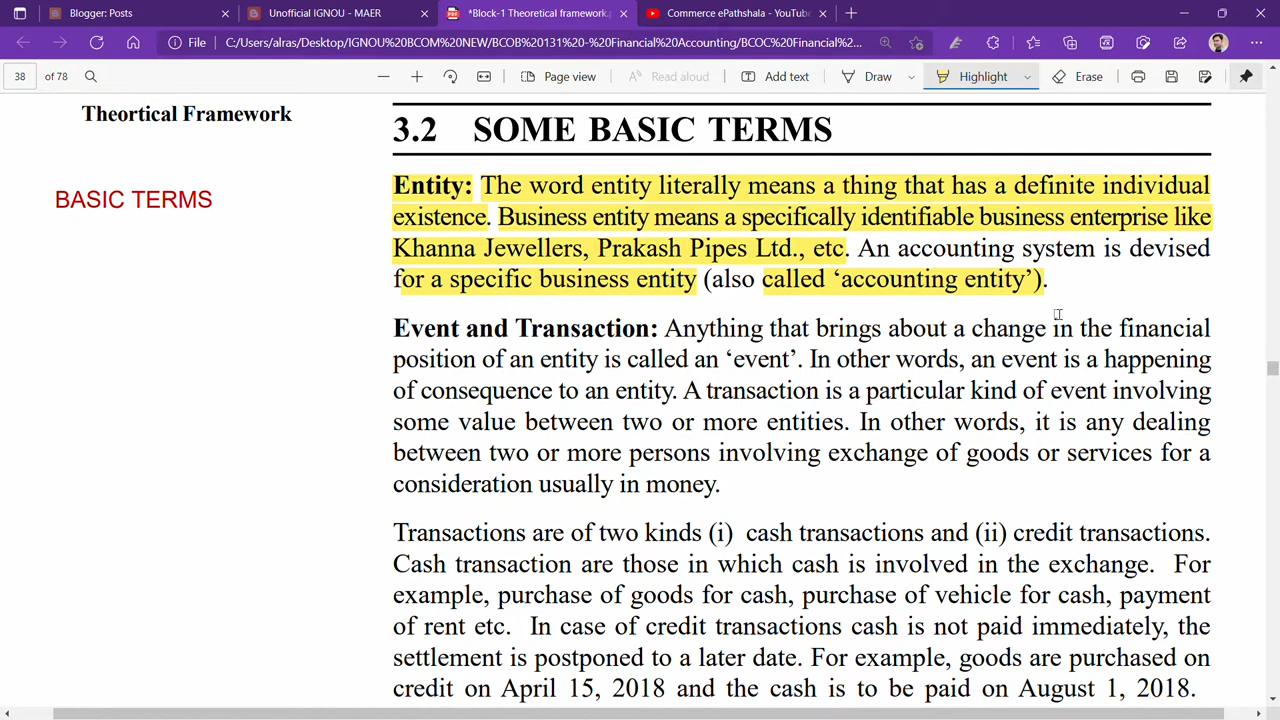 Blogger: Posts
Unofficial IGNOU - MAER
*Block-1 Theoretical framework.p
Commerce ePathshala - YouTube
File
C:/Users/alras/Desktop/IGNOU%20BCOM%20NEW/BCOB%20131%20-%20Financial%20Accounting/BCOC%20Financial%2...
38
of 78
Page view
Read aloud
Add text
Draw
Highlight
Erase
Theortical Framework
3.2 SOME BASIC TERMS
BASIC TERMS
Entity: The word entity literally means a thing that has a definite individual
existence. Business entity means a specifically identifiable business enterprise like
Khanna Jewellers, Prakash Pipes Ltd., etc. An accounting system is devised
for a specific business entity (also called ‘accounting entity’).
Event and Transaction: Anything that brings about a change in the financial
position of an entity is called an ‘event’. In other words, an event is a happening
of consequence to an entity. A transaction is a particular kind of event involving
some value between two or more entities. In other words, it is any dealing
between two or more persons involving exchange of goods or services for a
consideration usually in money.
Transactions are of two kinds (i) cash transactions and (ii) credit transactions.
Cash transaction are those in which cash is involved in the exchange. For
example, purchase of goods for cash, purchase of vehicle for cash, payment
of rent etc. In case of credit transactions cash is not paid immediately, the
settlement is postponed to a later date. For example, goods are purchased on
credit on April 15, 2018 and the cash is to be paid on August 1, 2018.